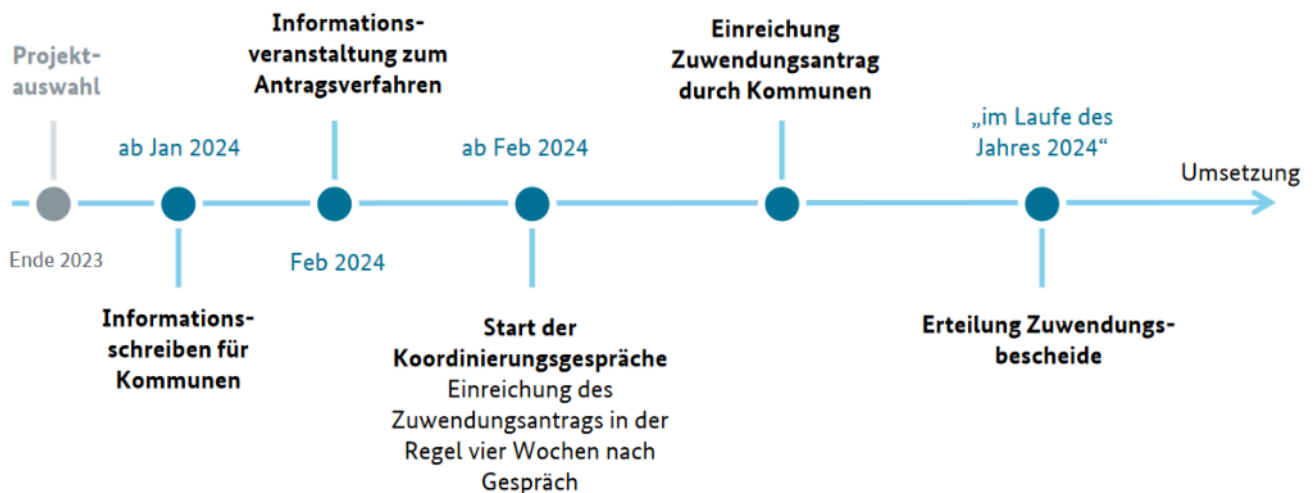 Projekt-
auswahl
Ende 2023
ab Jan 2024
Informations-
schreiben für
Kommunen
Informations-
veranstaltung zum
Antragsverfahren
Feb 2024
ab Feb 2024
Start der
Koordinierungsgespräche
Einreichung des
Zuwendungsantrags in der
Regel vier Wochen nach
Gespräch
Einreichung
Zuwendungsantrag
durch Kommunen
„im Laufe des
Jahres 2024“
Erteilung Zuwendungs-
bescheide
Umsetzung